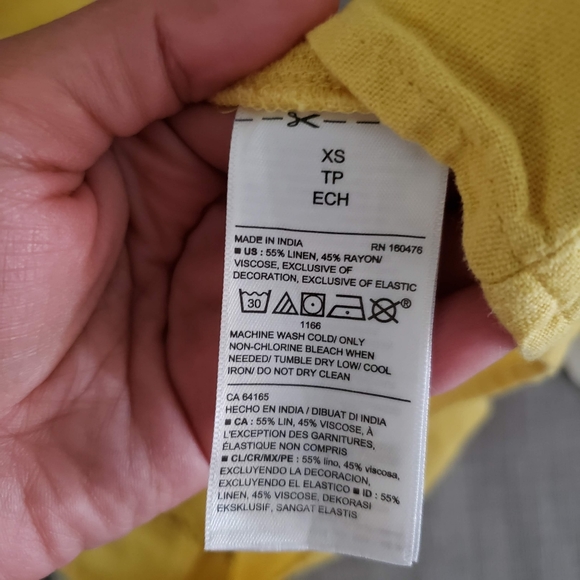 XS
TP
ECH
MADE IN INDIA RN 160476
■ US : 55% LINEN, 45% RAYON/
VISCOSE, EXCLUSIVE OF
DECORATION, EXCLUSIVE OF ELASTIC
30 ®
1166
MACHINE WASH COLD/ ONLY
NON-CHLORINE BLEACH WHEN
NEEDED/ TUMBLE DRY LOW/ COOL
IRON/ DO NOT DRY CLEAN
CA 64165
HECHO EN INDIA / DIBUAT DI INDIA
■ CA : 55% LIN, 45% VISCOSE, À
L'EXCEPTION DES GARNITURES,
ÉLASTIQUE NON COMPRIS
■ CL/CR/MX/PE : 55% lino, 45% viscosa,
EXCLUYENDO LA DECORACION,
EXCLUYENDO EL ELASTICO ■ ID : 55%
LINEN, 45% VISCOSE, DEKORASI
EKSKLUSIF, SANGAT ELASTIS